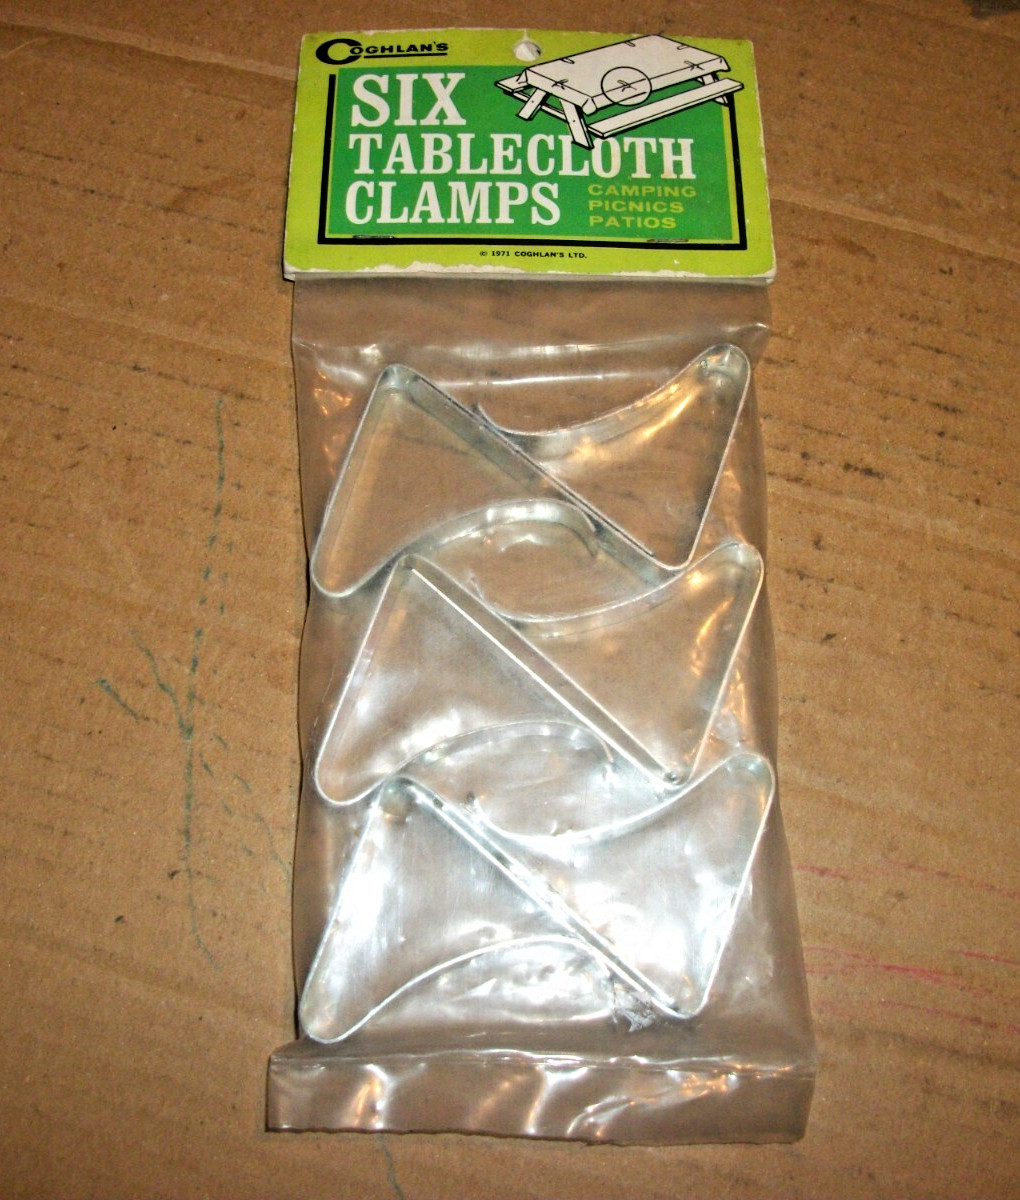 COGHLAN'S
SIX
TABLECLOTH
CLAMPS
CAMPING
PICNICS
PATIOS
© 1971 COGHLAN'S LTD.